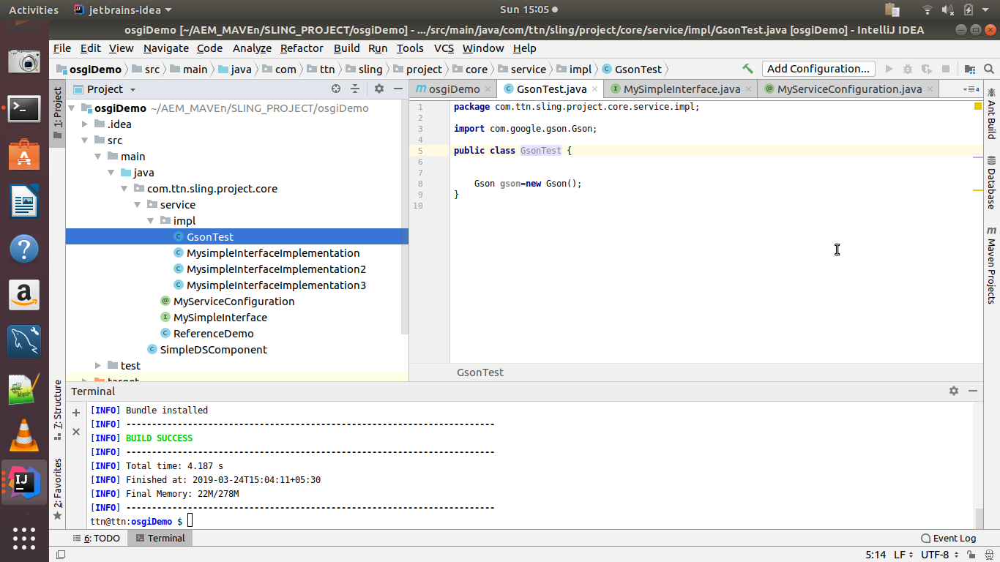 Activities jetbrains-idea Sun 15:05
osgiDemo [~/AEM_MAVEn/SLING_PROJECT/osgiDemo] - .../src/main/java/com/ttn/sling/project/core/service/impl/GsonTest.java [osgiDemo] - IntelliJ IDEA
File Edit View Navigate Code Analyze Refactor Build Run Tools VCS Window Help
osgiDemo src main java com ttn sling project core service impl GsonTest Add Configuration...
Project
m osgiDemo GsonTest.java MySimpleInterface.java MyServiceConfiguration.java 4
1: Project
osgiDemo ~/AEM_MAVEn/SLING_PROJECT/osgiDemo
.idea
src
main
java
com.ttn.sling.project.core
service
impl
GsonTest
MysimpleInterfaceImplementation
MysimpleInterfaceImplementation2
MysimpleInterfaceImplementation3
MyServiceConfiguration
MySimpleInterface
ReferenceDemo
SimpleDSComponent
test
target
1 package com.ttn.sling.project.core.service.impl;
2
3 import com.google.gson.Gson;
4
5 public class GsonTest {
6
7
8 Gson gson=new Gson();
9 }
10
GsonTest
Ant Build
Database
Maven Projects
7: Structure
2: Favorites
Terminal
[INFO] Bundle installed
[INFO] ------------------------------------------------------------------------
[INFO] BUILD SUCCESS
[INFO] ------------------------------------------------------------------------
[INFO] Total time: 4.187 s
[INFO] Finished at: 2019-03-24T15:04:11+05:30
[INFO] Final Memory: 22M/278M
[INFO] ------------------------------------------------------------------------
ttn@ttn:osgiDemo $
6: TODO Terminal Event Log
5:14 LF UTF-8